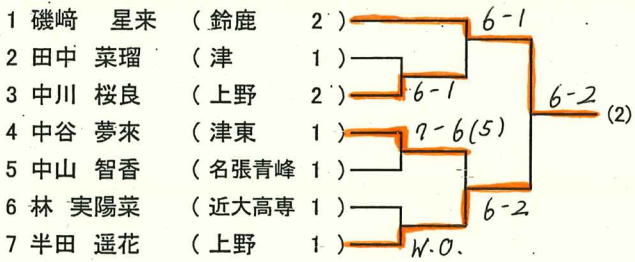 1 磯﨑 星来 ( 鈴鹿 2 ) 6-1
2 田中 菜瑠 ( 津 1 )
3 中川 桜良 ( 上野 2 ) 6-1 6-2 (2)
4 中谷 夢來 ( 津東 1 ) 7-6(5)
5 中山 智香 ( 名張青峰 1 )
6 林 実陽菜 ( 近大高専 1 ) 6-2
7 半田 遥花 ( 上野 1 ) W.O.